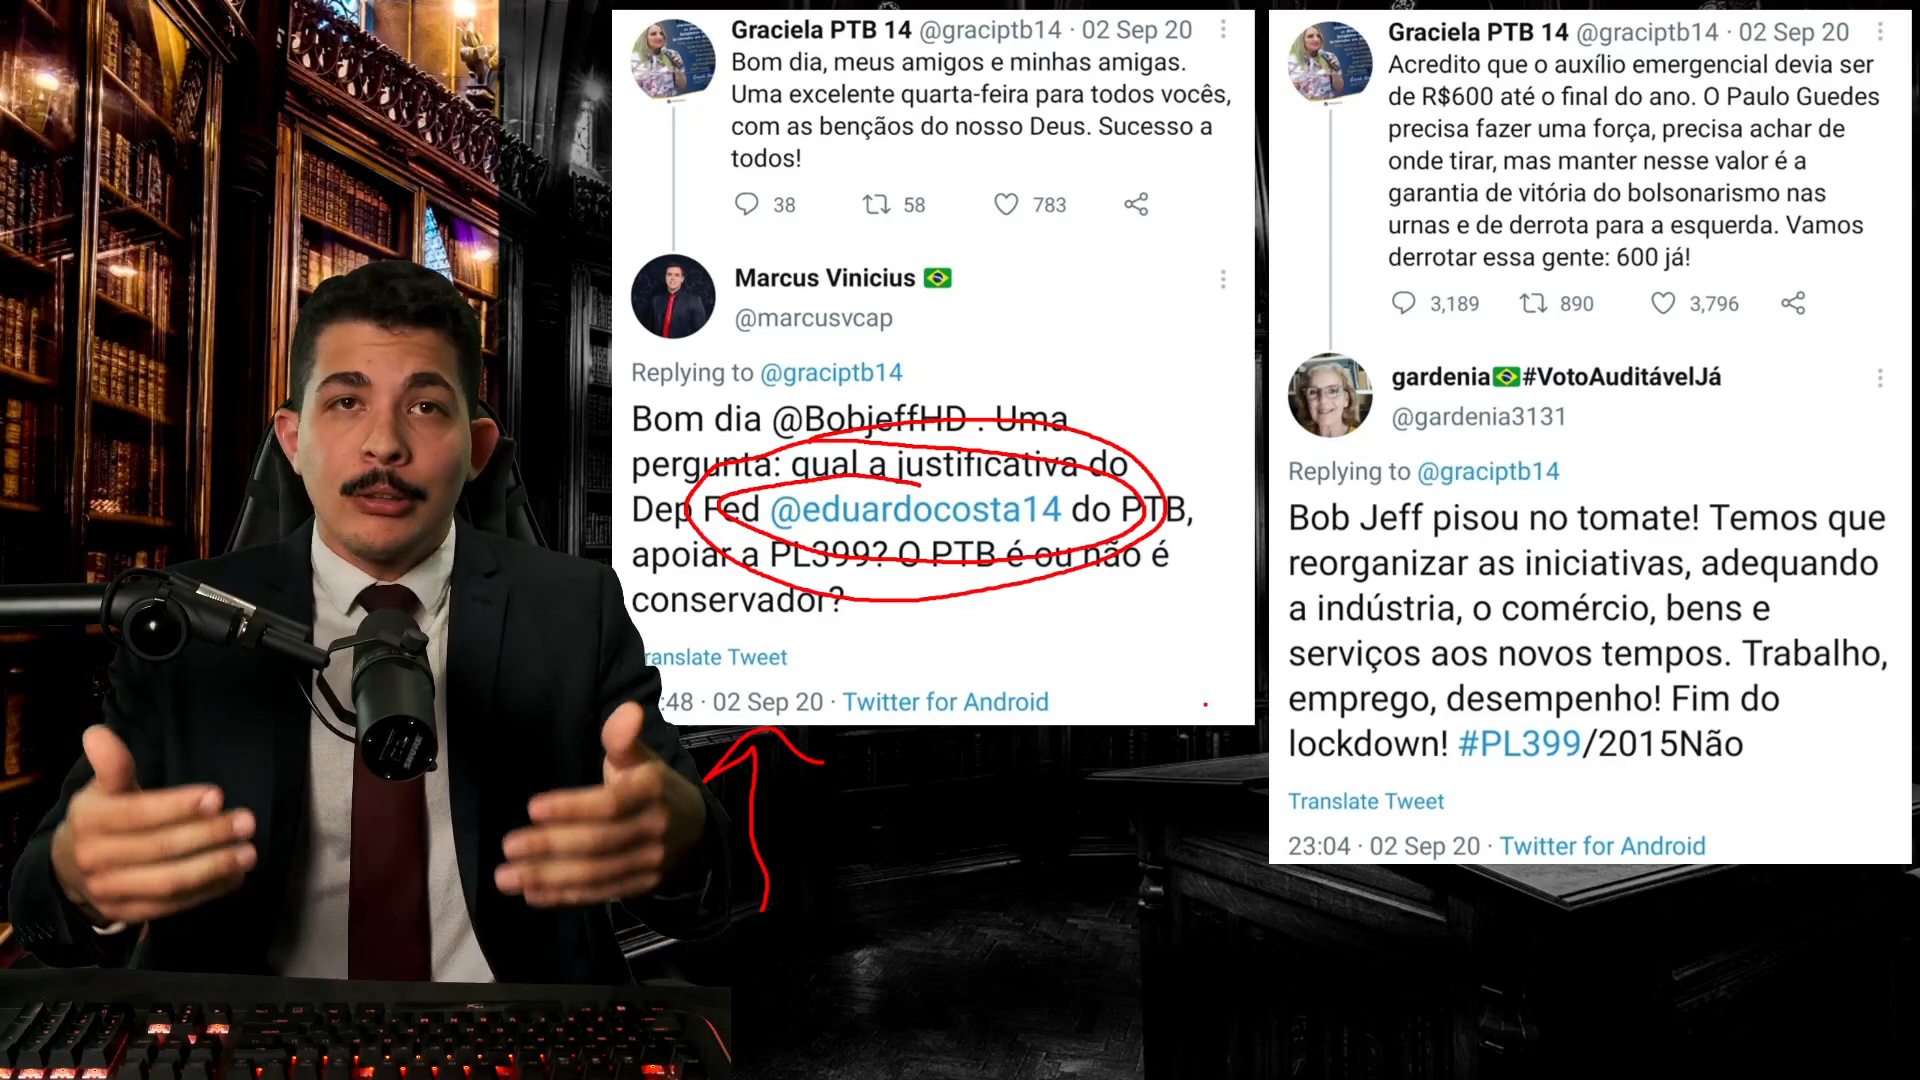 Graciela PTB 14 @graciptb14 · 02 Sep 20
Bom dia, meus amigos e minhas amigas.
Uma excelente quarta-feira para todos vocês,
com as bençãos do nosso Deus. Sucesso a
todos!
38 58 783
Marcus Vinicius
@marcusvcap
Replying to @graciptb14
Bom dia @BobjeffHD . Uma
pergunta: qual a justificativa do
Dep Fed @eduardocosta14 do PTB,
apoiar a PL399? O PTB é ou não é
conservador?
ranslate Tweet
:48 · 02 Sep 20 · Twitter for Android
Graciela PTB 14 @graciptb14 · 02 Sep 20
Acredito que o auxílio emergencial devia ser
de R$600 até o final do ano. O Paulo Guedes
precisa fazer uma força, precisa achar de
onde tirar, mas manter nesse valor é a
garantia de vitória do bolsonarismo nas
urnas e de derrota para a esquerda. Vamos
derrotar essa gente: 600 já!
3,189 890 3,796
gardenia🇧🇷#VotoAuditávelJá
@gardenia3131
Replying to @graciptb14
Bob Jeff pisou no tomate! Temos que
reorganizar as iniciativas, adequando
a indústria, o comércio, bens e
serviços aos novos tempos. Trabalho,
emprego, desempenho! Fim do
lockdown! #PL399/2015Não
Translate Tweet
23:04 · 02 Sep 20 · Twitter for Android
SHURE